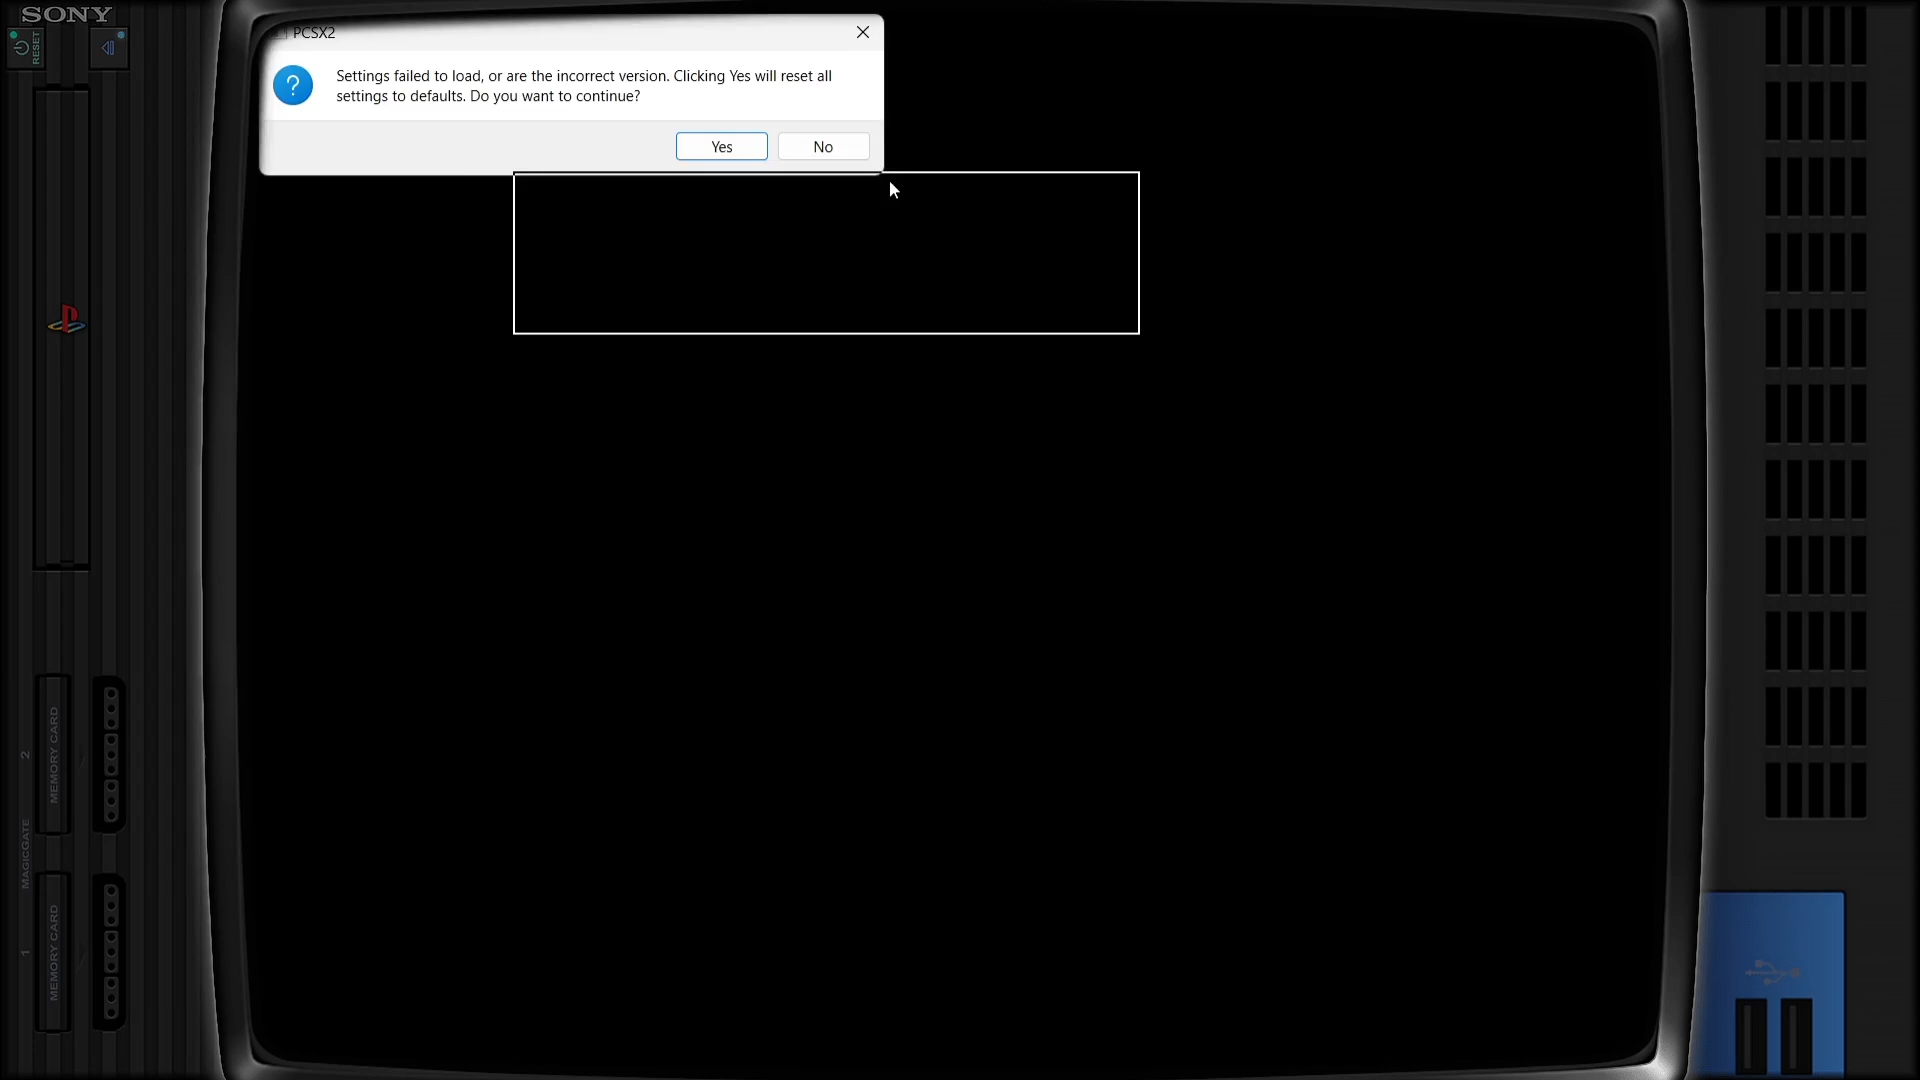 SONY
RESET
PCSX2
Settings failed to load, or are the incorrect version. Clicking Yes will reset all
settings to defaults. Do you want to continue?
Yes
No
2
MEMORY CARD
MAGICGATE
1
MEMORY CARD